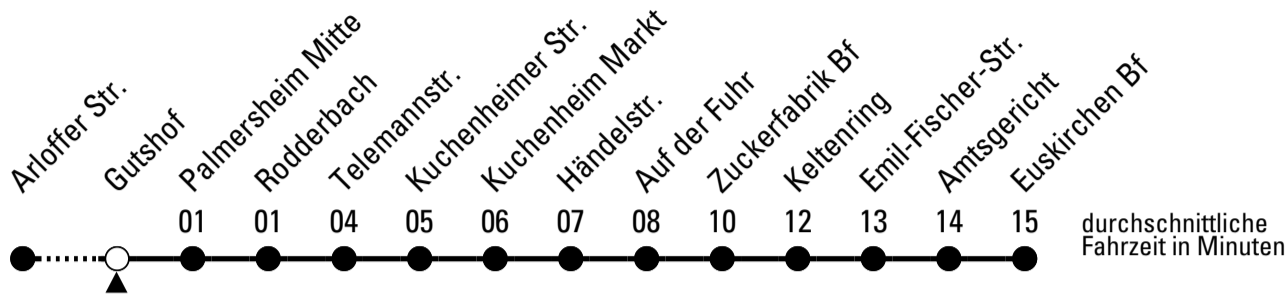 Arloffer Str.
Gutshof
Palmersheim Mitte
Rodderbach
Telemannstr.
Kuchenheimer Str.
Kuchenheim Markt
Händelstr.
Auf der Fuhr
Zuckerfabrik Bf
Keltenring
Emil-Fischer-Str.
Amtsgericht
Euskirchen Bf
01 01 04 05 06 07 08 10 12 13 14 15
durchschnittliche
Fahrzeit in Minuten